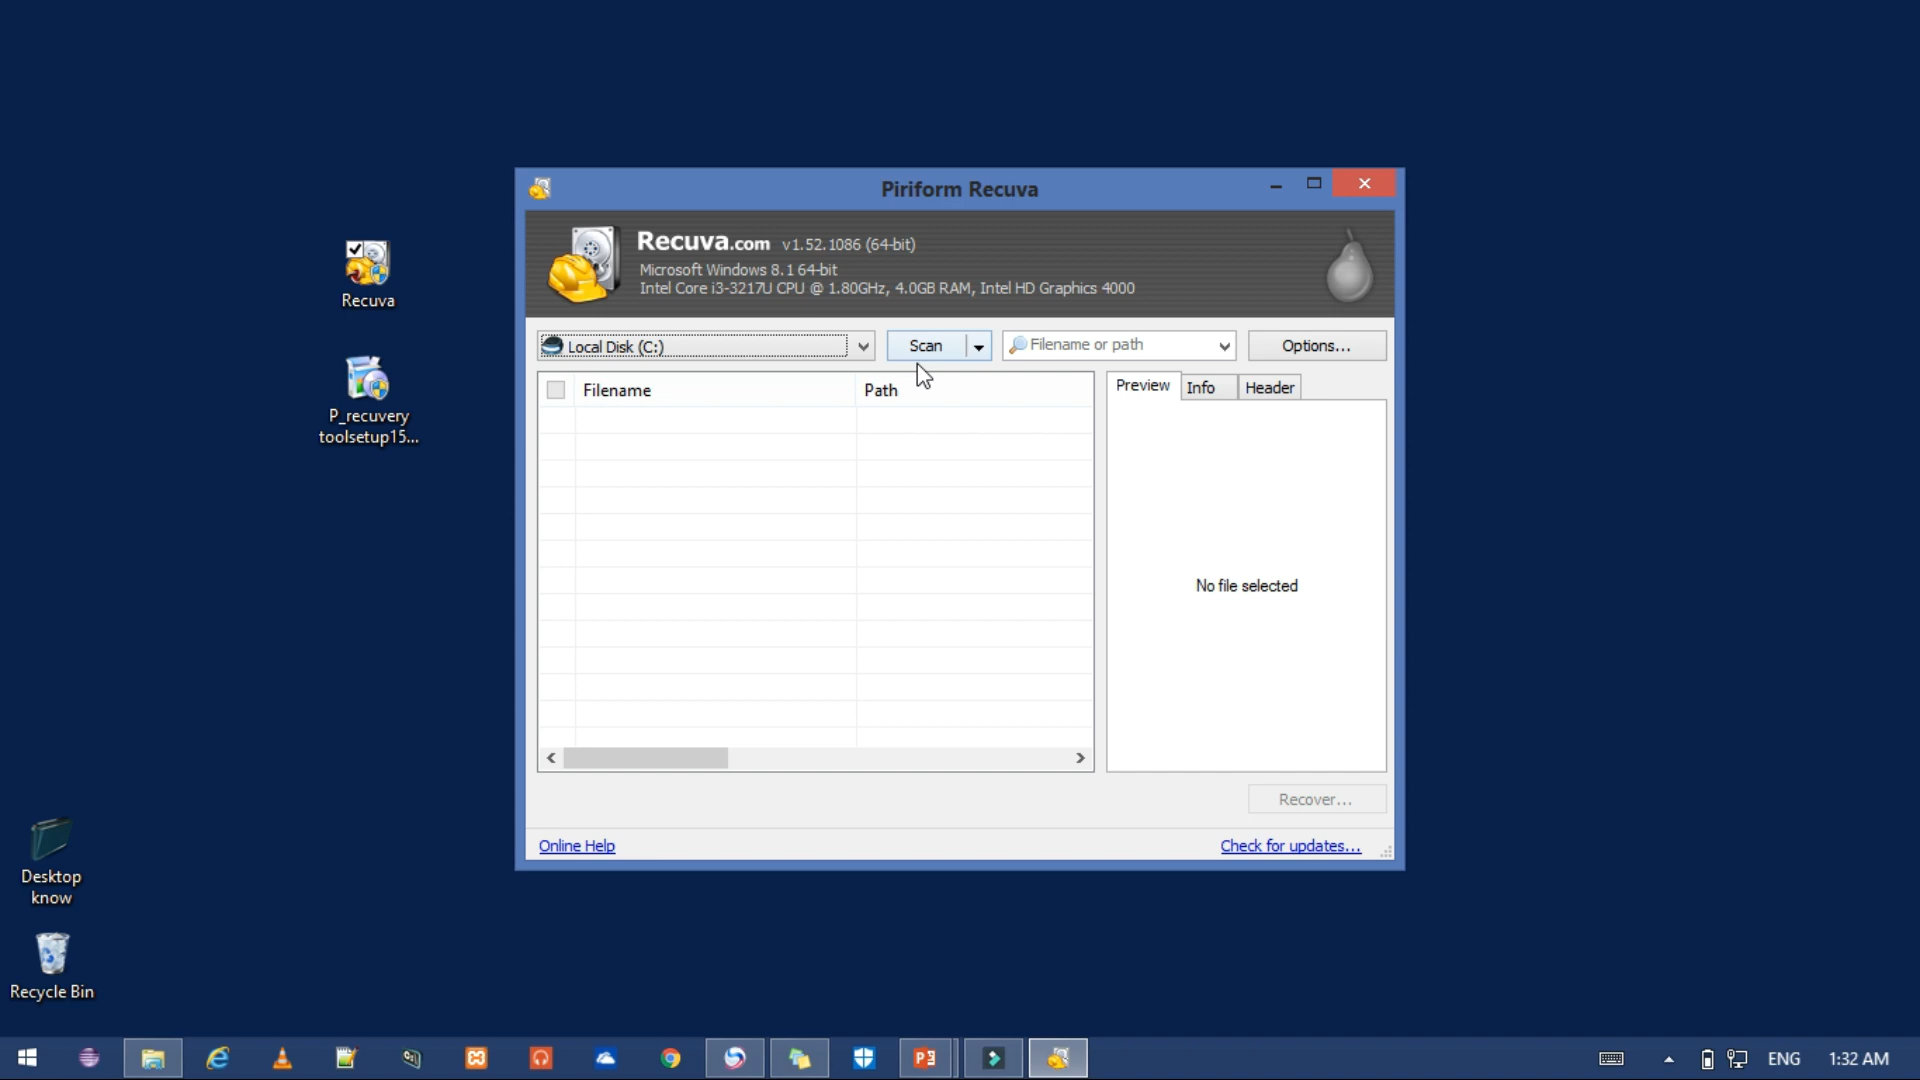 Recuva
P_recuvery
toolsetup15...
Desktop
know
Recycle Bin
Piriform Recuva
Recuva.com v1.52.1086 (64-bit)
Microsoft Windows 8.1 64-bit
Intel Core i3-3217U CPU @ 1.80GHz, 4.0GB RAM, Intel HD Graphics 4000
Local Disk (C:)
Scan
Filename or path
Options...
Filename
Path
Preview
Info
Header
No file selected
Recover...
Online Help
Check for updates...
ENG
1:32 AM